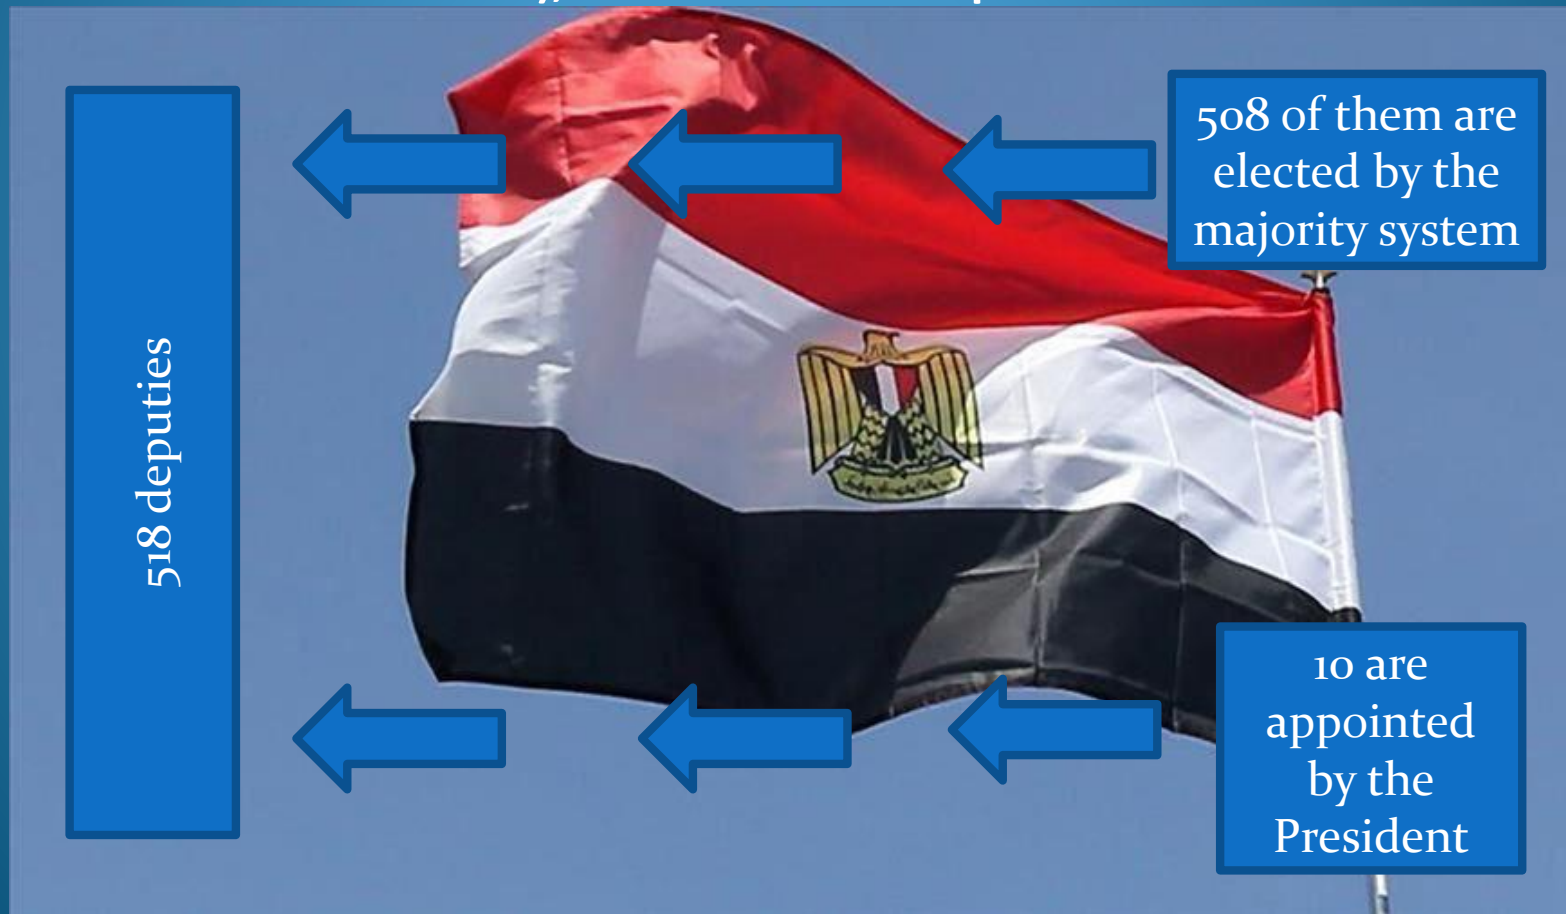 518 deputies
508 of them are
elected by the
majority system
10 are
appointed
by the
President